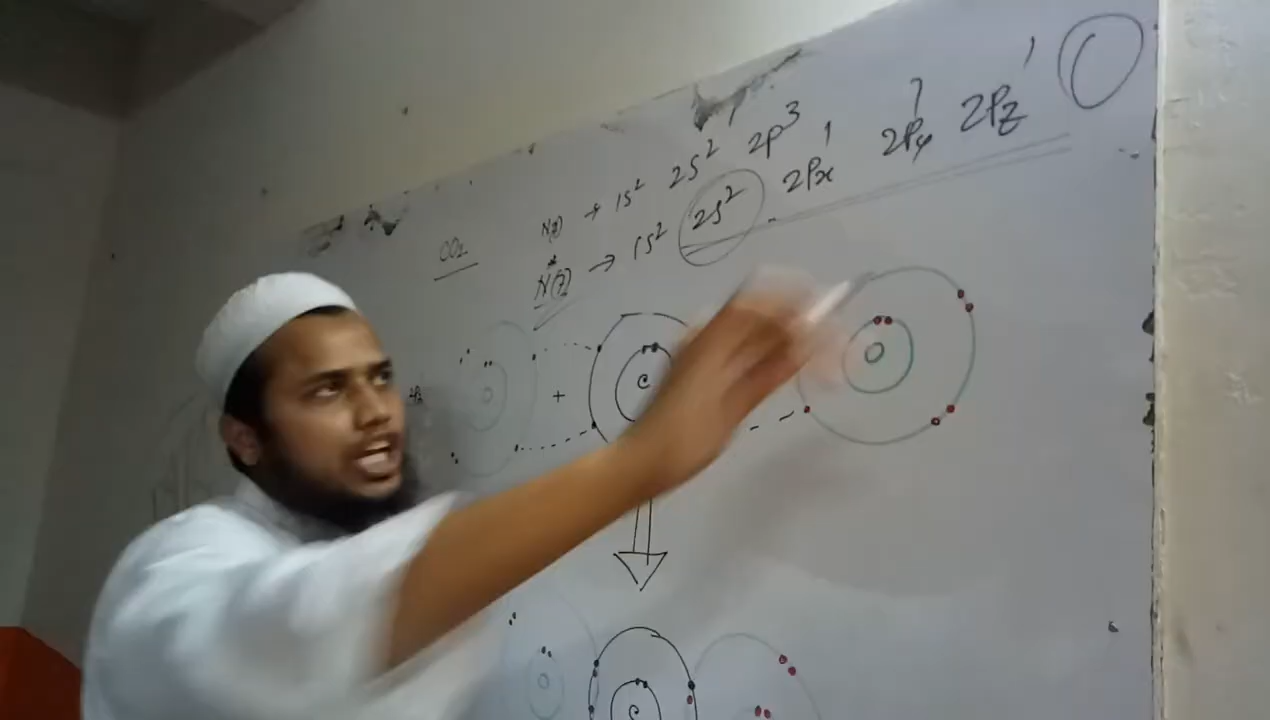 N(7) → 1s² 2s² 2p³
CO₂
N*(7) → 1s² 2s² 2Px¹ 2Py¹ 2Pz¹
+
C
O
C